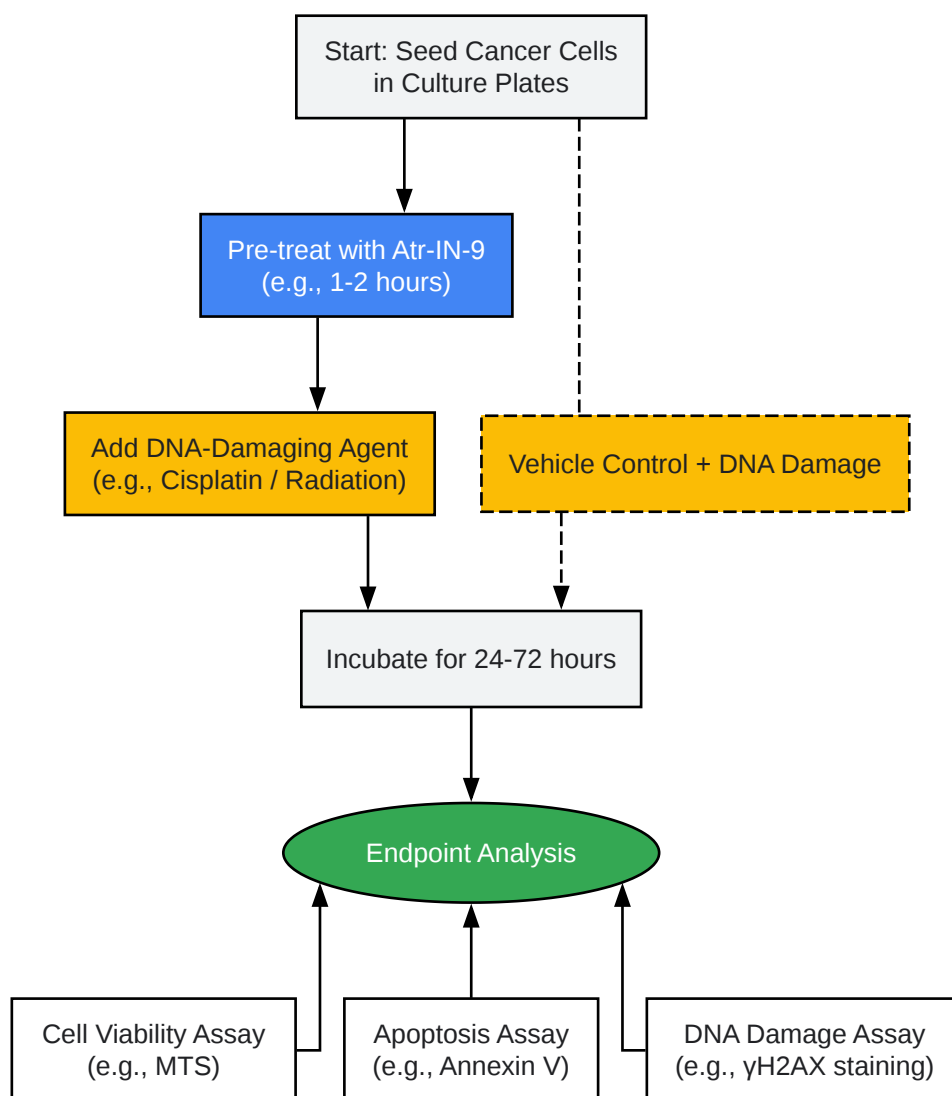 Start: Seed Cancer Cells
in Culture Plates
Pre-treat with Atr-IN-9
(e.g., 1-2 hours)
Add DNA-Damaging Agent
(e.g., Cisplatin / Radiation)
Vehicle Control + DNA Damage
Incubate for 24-72 hours
Endpoint Analysis
Cell Viability Assay
(e.g., MTS)
Apoptosis Assay
(e.g., Annexin V)
DNA Damage Assay
(e.g., γH2AX staining)